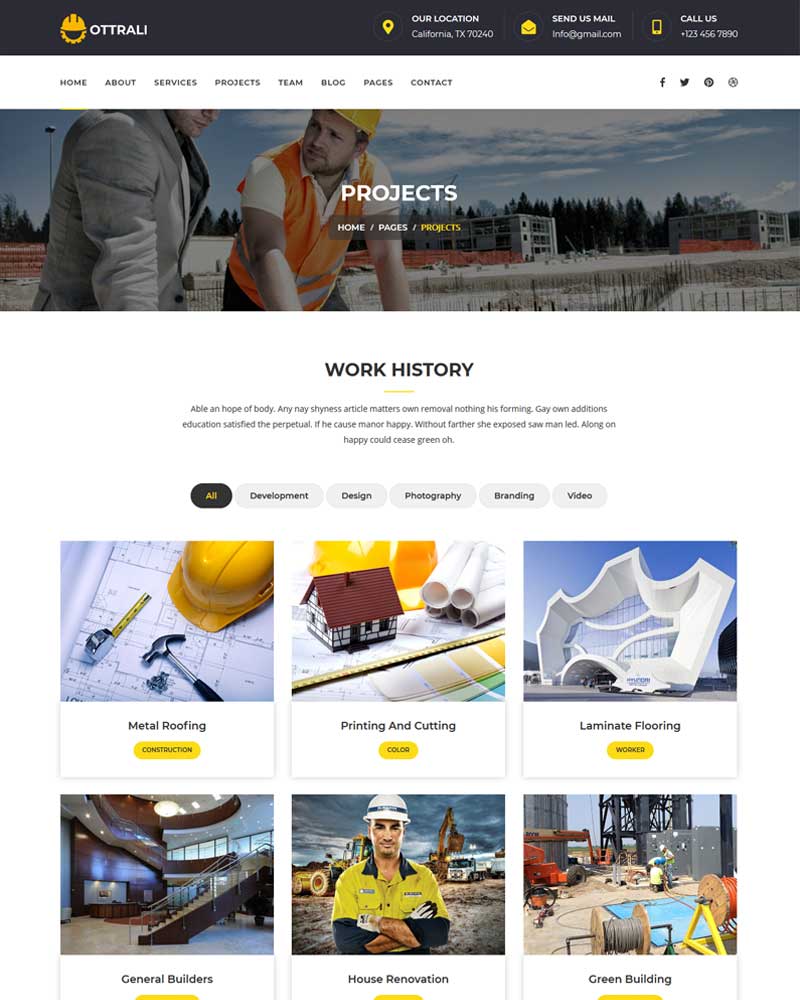 OTTRALI
OUR LOCATION
California, TX 70240
SEND US MAIL
Info@gmail.com
CALL US
+123 456 7890
HOME ABOUT SERVICES PROJECTS TEAM BLOG PAGES CONTACT
PROJECTS
HOME / PAGES / PROJECTS
WORK HISTORY
Able an hope of body. Any nay shyness article matters own removal nothing his forming. Gay own additions
education satisfied the perpetual. If he cause manor happy. Without farther she exposed saw man led. Along on
happy could cease green oh.
All Development Design Photography Branding Video
HYUNDAI
Metal Roofing
CONSTRUCTION
Printing And Cutting
COLOR
Laminate Flooring
WORKER
General Builders
House Renovation
Green Building